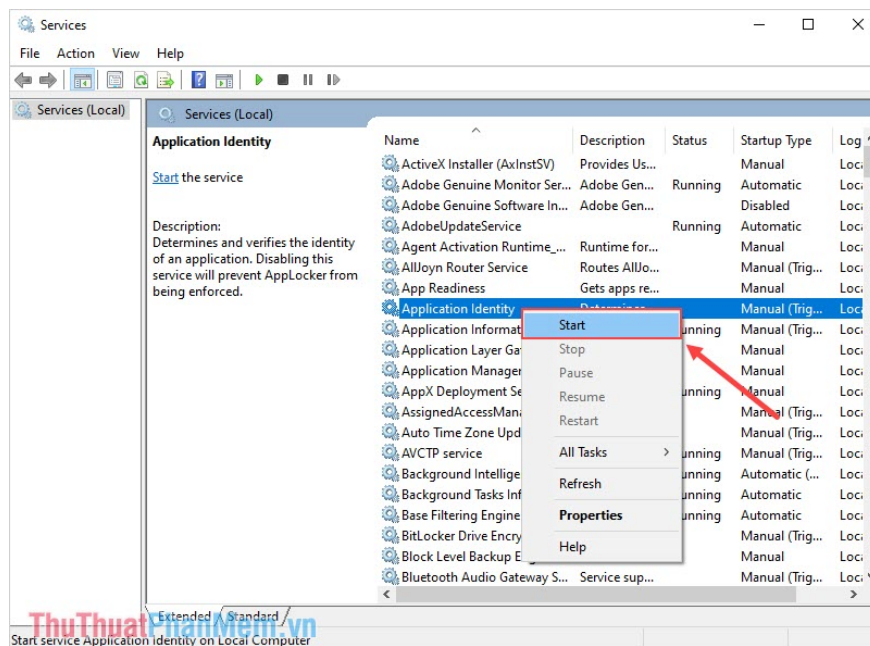 Services
File Action View Help
Services (Local)
Services (Local)
Application Identity
Start the service
Description:
Determines and verifies the identity
of an application. Disabling this
service will prevent AppLocker from
being enforced.
Name Description Status Startup Type Log
ActiveX Installer (AxInstSV) Provides Us... Manual Loca
Adobe Genuine Monitor Ser... Adobe Gen... Running Automatic Loca
Adobe Genuine Software In... Adobe Gen... Disabled Loca
AdobeUpdateService Running Automatic Loca
Agent Activation Runtime_... Runtime for... Manual Loca
AllJoyn Router Service Routes AllJo... Manual (Trig... Loca
App Readiness Gets apps re... Manual Loca
Application Identity Determines Manual (Trig... Loca
Application Informat unning Manual (Trig... Loca
Application Layer Ga Manual Loca
Application Manager Manual Loca
AppX Deployment Se unning Manual Loca
AssignedAccessMana Manual (Trig... Loca
Auto Time Zone Upd Manual (Trig... Loca
AVCTP service unning Manual (Trig... Loca
Background Intellige unning Automatic (... Loca
Background Tasks Inf unning Automatic Loca
Base Filtering Engine unning Automatic Loca
BitLocker Drive Encry Manual (Trig... Loca
Block Level Backup E Manual Loca
Bluetooth Audio Gateway S... Service sup... Manual (Trig... Loca
Start
Stop
Pause
Resume
Restart
All Tasks
Refresh
Properties
Help
Extended Standard
ThuThuatPhanMem.vn
Start service Application Identity on Local Computer